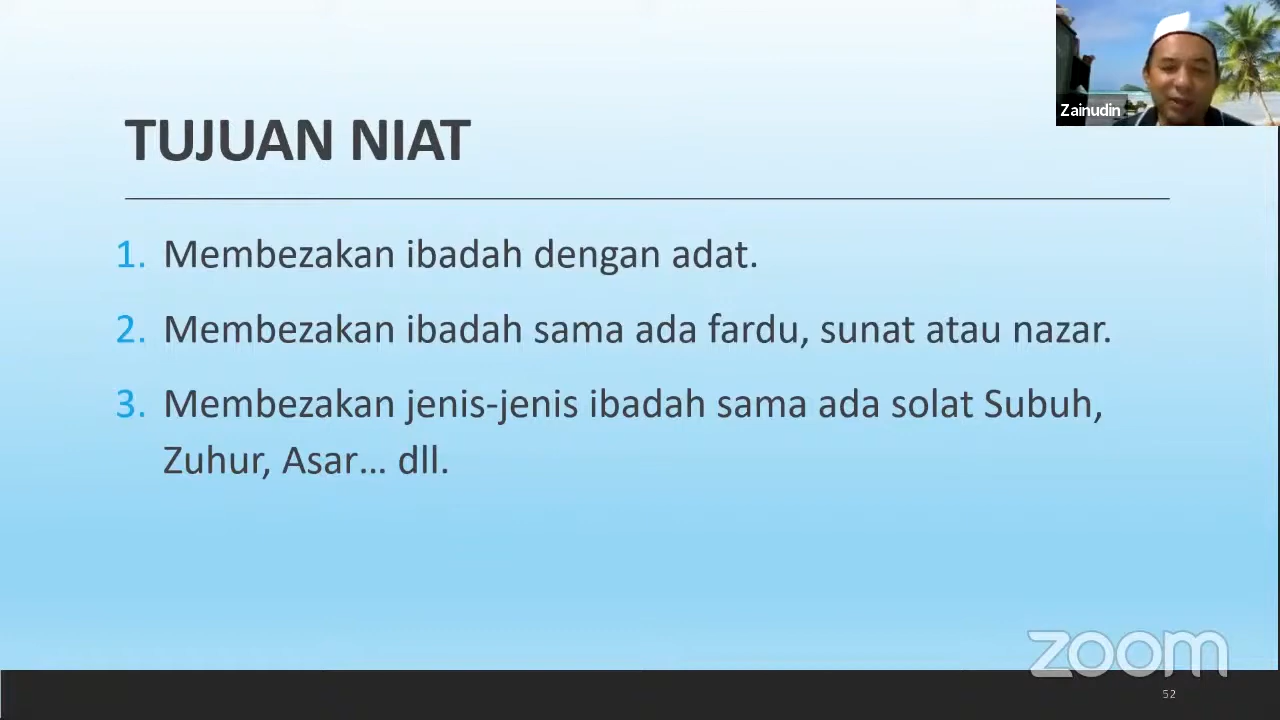 Zainudin
TUJUAN NIAT
1. Membezakan ibadah dengan adat.
2. Membezakan ibadah sama ada fardu, sunat atau nazar.
3. Membezakan jenis-jenis ibadah sama ada solat Subuh,
Zuhur, Asar... dll.
zoom
52